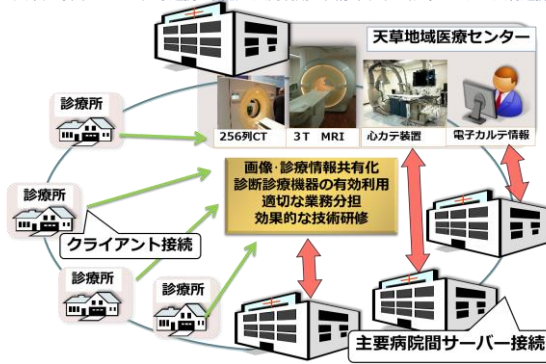 天草地域医療センター
256列CT
3T MRI
心カテ装置
電子カルテ情報
診療所
診療所
診療所
診療所
画像・診療情報共有化
診断診療機器の有効利用
適切な業務分担
効果的な技術研修
クライアント接続
主要病院間サーバー接続